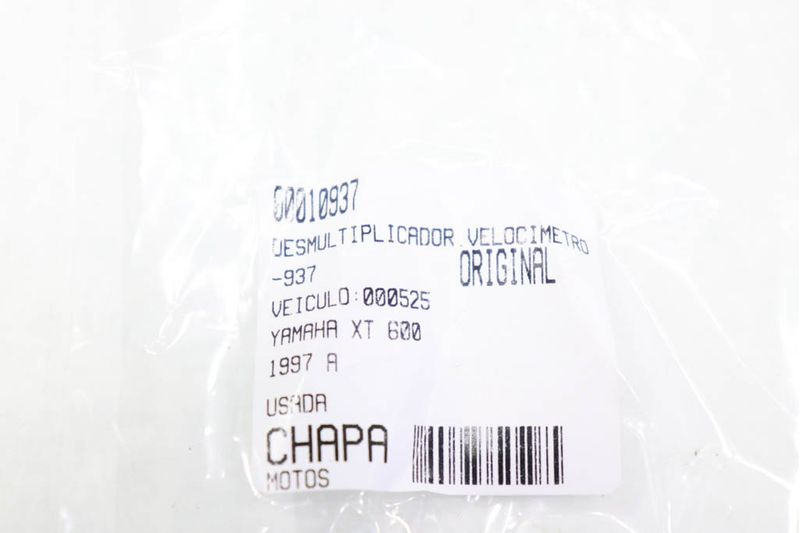 00010937
DESMULTIPLICADOR VELOCIMETRO
-937
ORIGINAL
VEICULO:000525
YAMAHA XT 600
1997 A
USADA
CHAPA
MOTOS